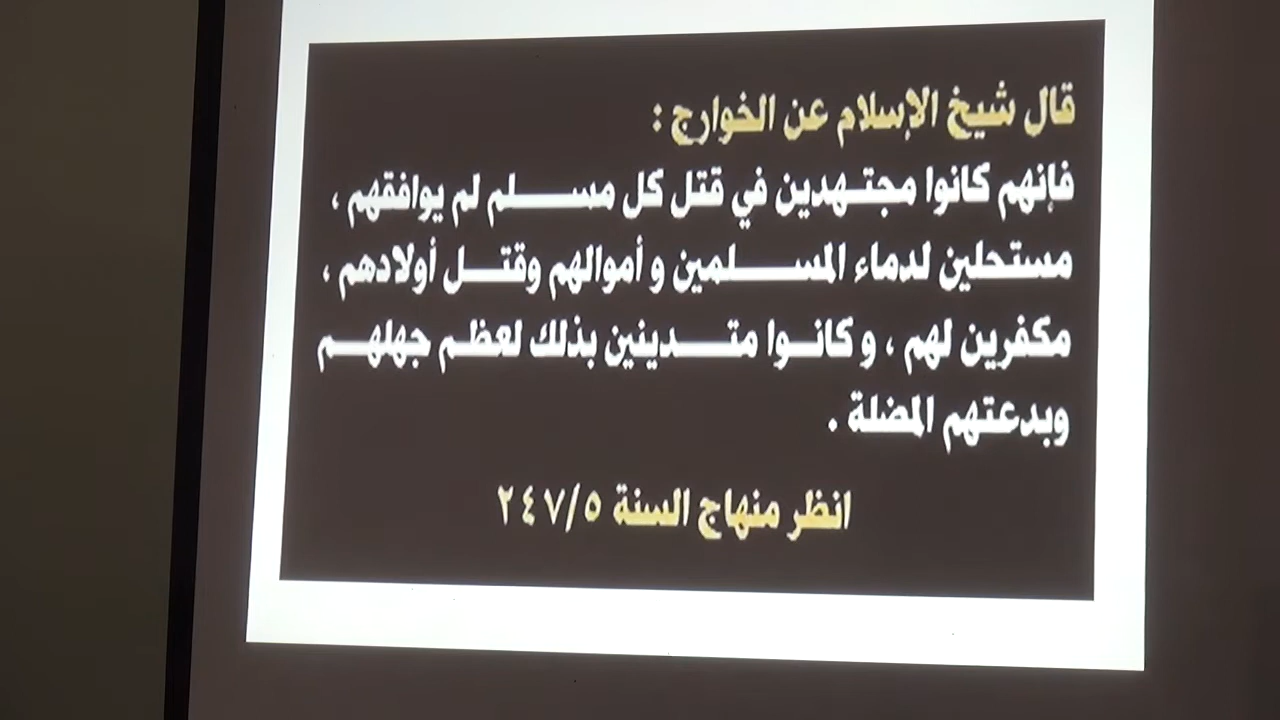 قال شيخ الإسلام عن الخوارج :
فإنهم كانوا مجتهدين في قتل كل مسلم لم يوافقهم ،
مستحلين لدماء المسلمين و أموالهم وقتل أولادهم ،
مكفرين لهم ، و كانوا متدينين بذلك لعظم جهلهم
وبدعتهم المضلة .
انظر منهاج السنة ٢٤٧/٥